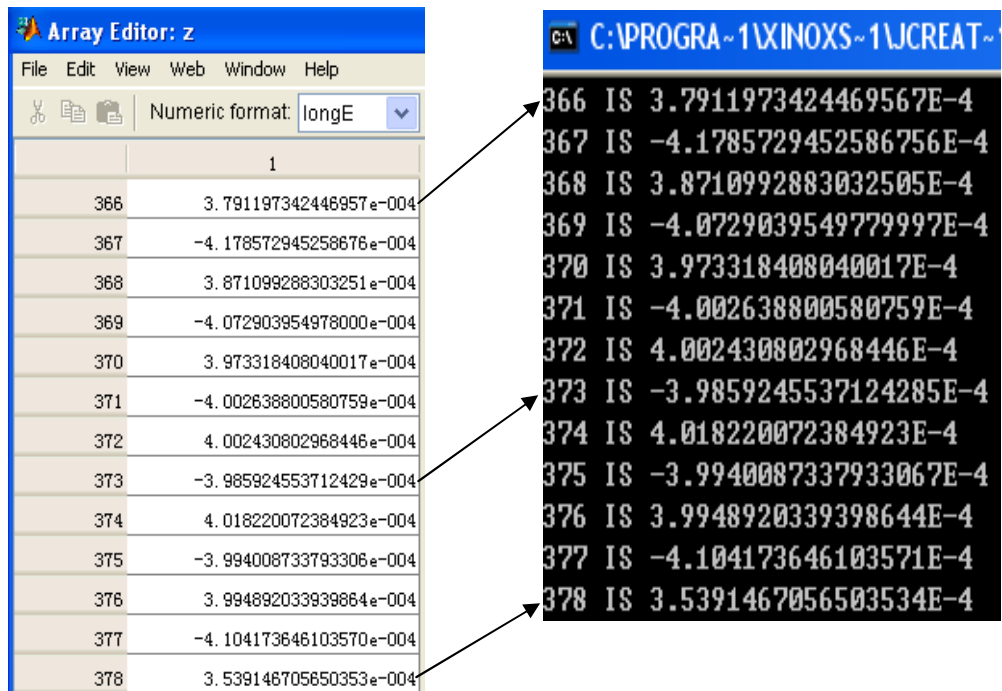 Array Editor: z
File Edit View Web Window Help
Numeric format: longE
1
366 3.791197342446957e-004
367 -4.178572945258676e-004
368 3.871099288303251e-004
369 -4.072903954978000e-004
370 3.973318408040017e-004
371 -4.002638800580759e-004
372 4.002430802968446e-004
373 -3.985924553712429e-004
374 4.018220072384923e-004
375 -3.994008733793306e-004
376 3.994892033939864e-004
377 -4.104173646103570e-004
378 3.539146705650353e-004
C:\PROGRA~1\XINOXS~1\JCREAT~1
366 IS 3.7911973424469567E-4
367 IS -4.1785729452586756E-4
368 IS 3.8710992883032505E-4
369 IS -4.0729039549779997E-4
370 IS 3.973318408040017E-4
371 IS -4.002638800580759E-4
372 IS 4.002430802968446E-4
373 IS -3.9859245537124285E-4
374 IS 4.018220072384923E-4
375 IS -3.9940087337933067E-4
376 IS 3.9948920339398644E-4
377 IS -4.104173646103571E-4
378 IS 3.5391467056503534E-4